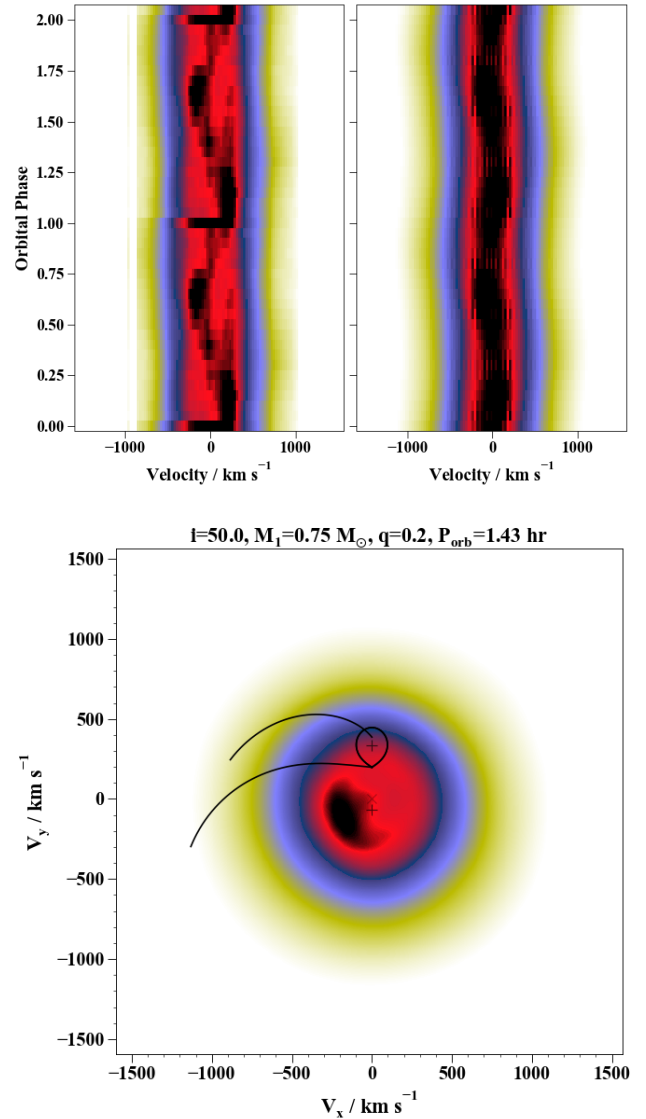 2.00
1.75
1.50
1.25
1.00
0.75
0.50
0.25
0.00
Orbital Phase
−1000 0 1000 −1000 0 1000
Velocity / km s⁻¹ Velocity / km s⁻¹
i=50.0, M₁=0.75 M☉, q=0.2, Pₒᵣb=1.43 hr
1500
1000
500
0
−500
−1000
−1500
V_y / km s⁻¹
−1500 −1000 −500 0 500 1000 1500
Vₓ / km s⁻¹